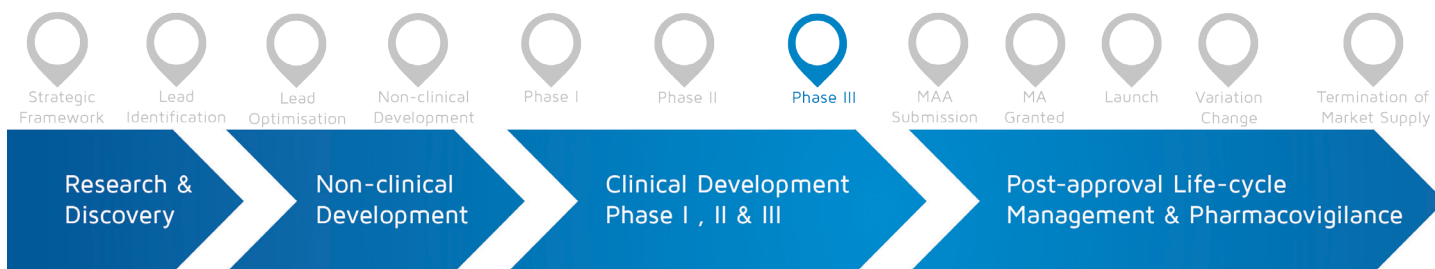 Strategic
Framework
Lead
Identification
Lead
Optimisation
Non-clinical
Development
Phase I
Phase II
Phase III
MAA
Submission
MA
Granted
Launch
Variation
Change
Termination of
Market Supply
Research &
Discovery
Non-clinical
Development
Clinical Development
Phase I , II & III
Post-approval Life-cycle
Management & Pharmacovigilance